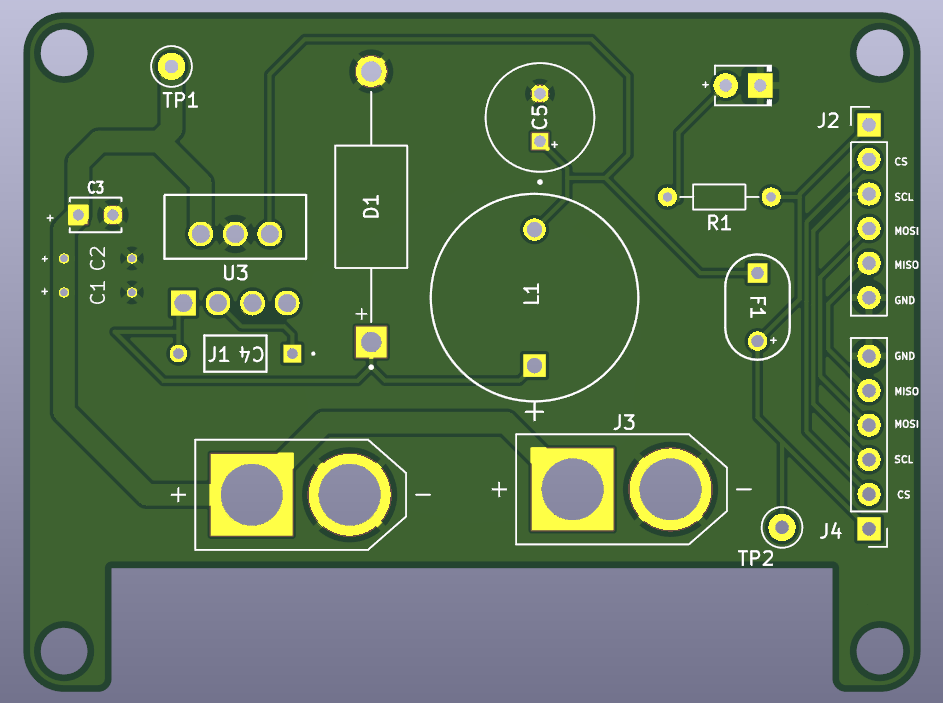 TP1
C5
+
+
J2
CS
SCL
MOSI
MISO
GND
C3
+
D1
R1
C2
+
U3
C1
+
L1
F1
+
J1
C4
+
GND
MISO
MOSI
SCL
CS
+
J3
+
-
+
-
J4
TP2